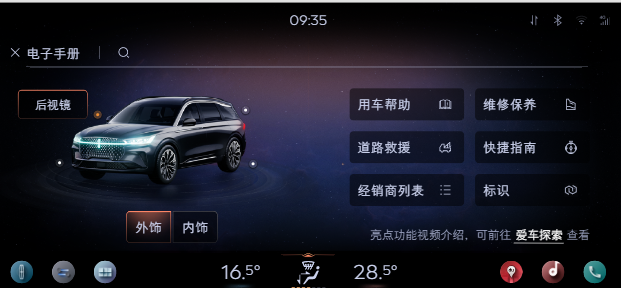 09:35
电子手册
后视镜
用车帮助
维修保养
道路救援
快捷指南
经销商列表
标识
外饰
内饰
亮点功能视频介绍，可前往 爱车探索 查看
16.5°
28.5°